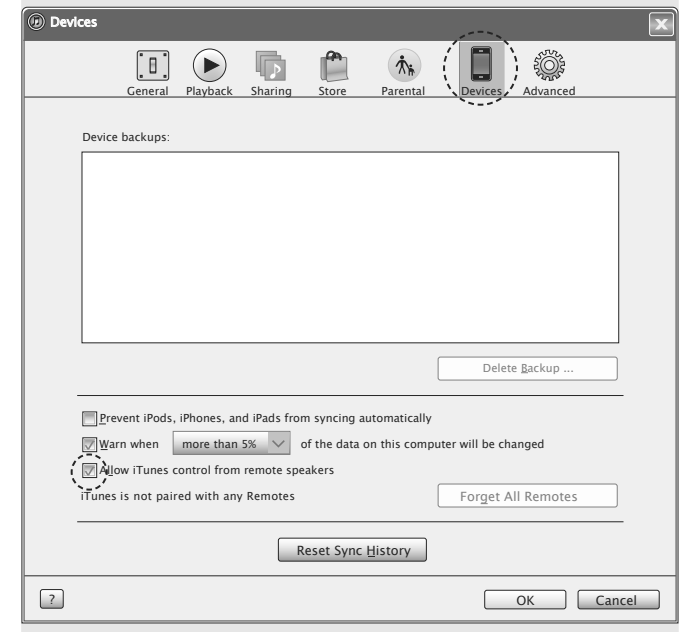 Devices
General Playback Sharing Store Parental Devices Advanced
Device backups:
Delete Backup ...
Prevent iPods, iPhones, and iPads from syncing automatically
Warn when more than 5% of the data on this computer will be changed
Allow iTunes control from remote speakers
iTunes is not paired with any Remotes Forget All Remotes
Reset Sync History
? OK Cancel